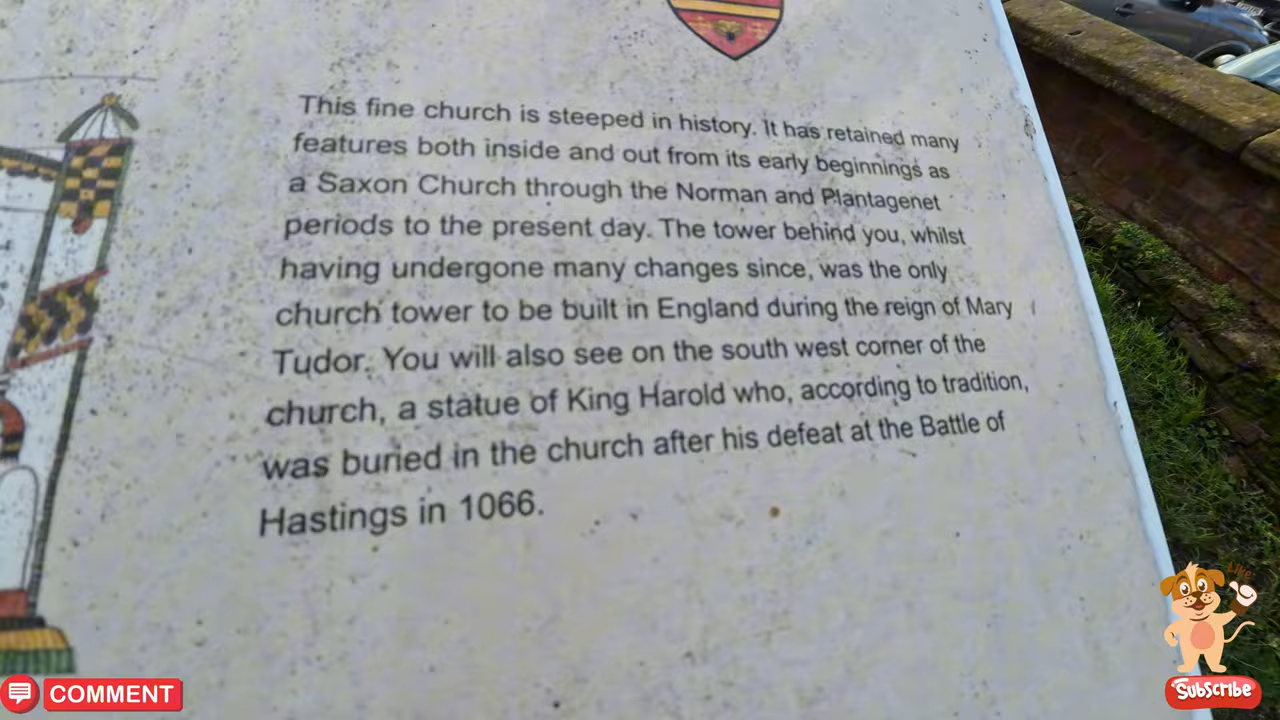 This fine church is steeped in history. It has retained many
features both inside and out from its early beginnings as
a Saxon Church through the Norman and Plantagenet
periods to the present day. The tower behind you, whilst
having undergone many changes since, was the only
church tower to be built in England during the reign of Mary
Tudor. You will also see on the south west corner of the
church, a statue of King Harold who, according to tradition,
was buried in the church after his defeat at the Battle of
Hastings in 1066.
LIKE
COMMENT
SUBSCRIBE